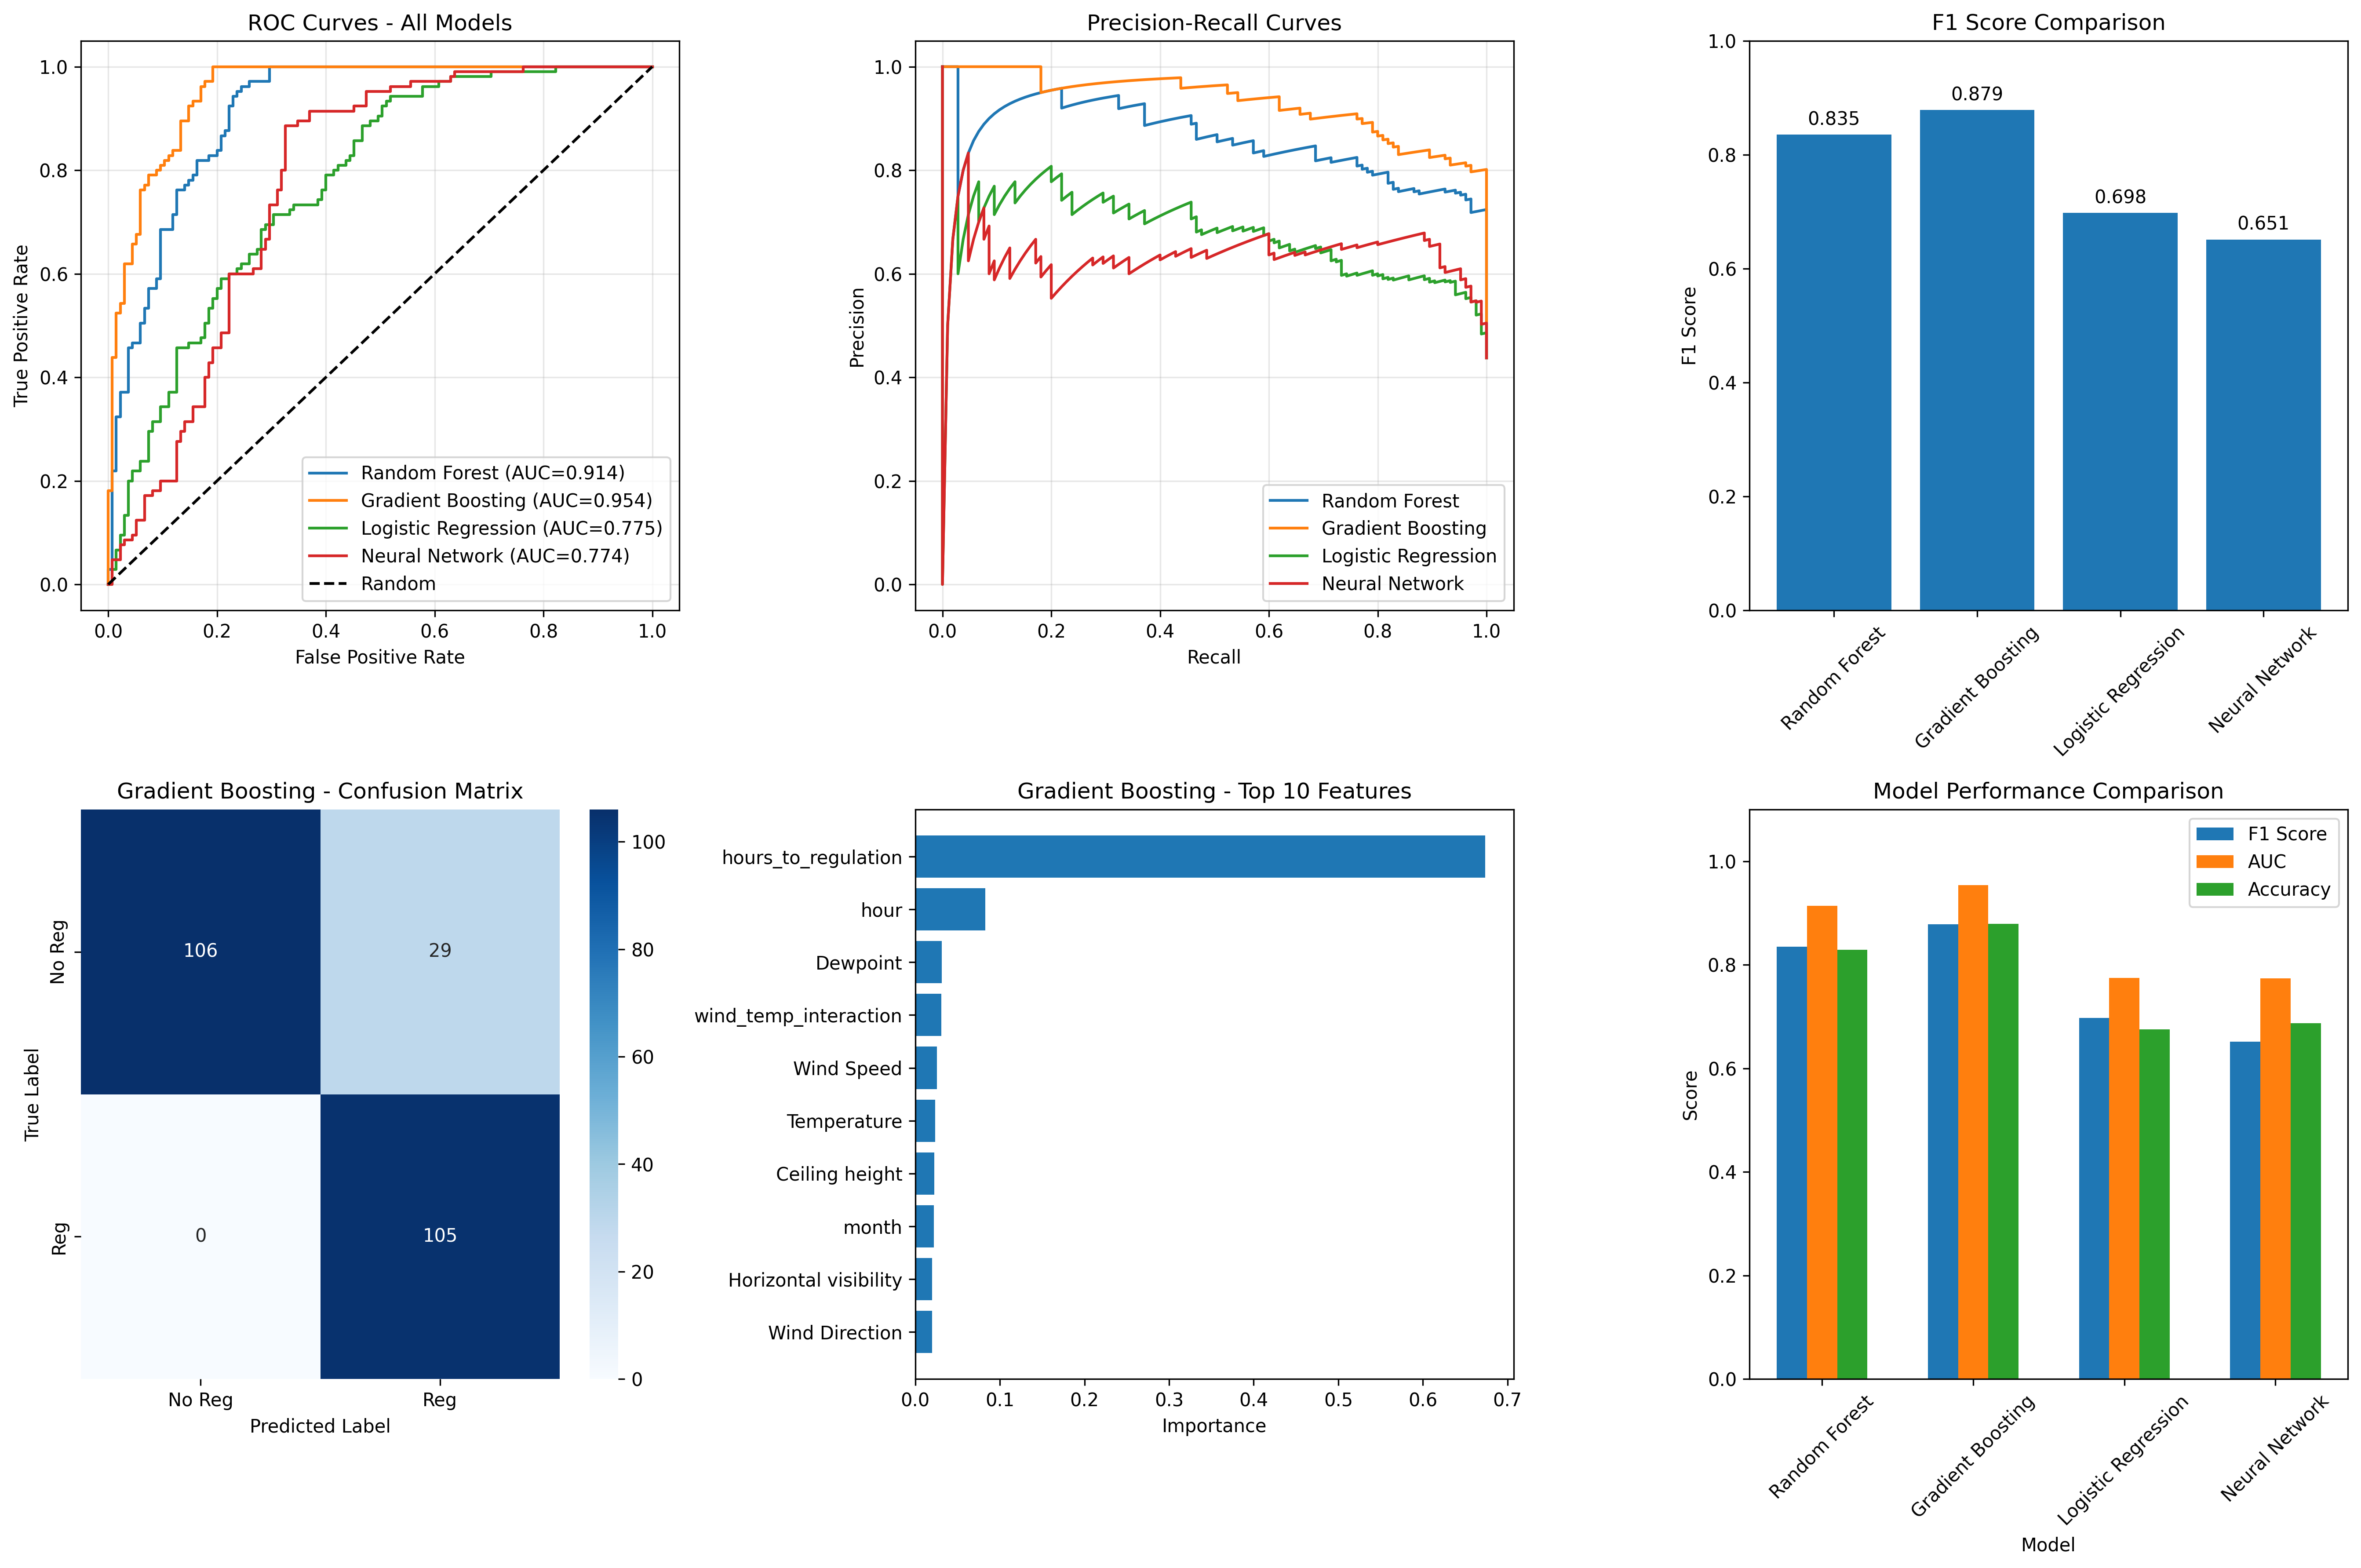 ROC Curves - All Models
True Positive Rate
1.0
0.8
0.6
0.4
0.2
0.0
0.0 0.2 0.4 0.6 0.8 1.0
False Positive Rate
Random Forest (AUC=0.914)
Gradient Boosting (AUC=0.954)
Logistic Regression (AUC=0.775)
Neural Network (AUC=0.774)
Random
Precision-Recall Curves
Precision
1.0
0.8
0.6
0.4
0.2
0.0
0.0 0.2 0.4 0.6 0.8 1.0
Recall
Random Forest
Gradient Boosting
Logistic Regression
Neural Network
F1 Score Comparison
F1 Score
1.0
0.8
0.6
0.4
0.2
0.0
0.835
0.879
0.698
0.651
Random Forest
Gradient Boosting
Logistic Regression
Neural Network
Gradient Boosting - Confusion Matrix
True Label
No Reg
Reg
106 29
0 105
No Reg Reg
Predicted Label
100
80
60
40
20
0
Gradient Boosting - Top 10 Features
hours_to_regulation
hour
Dewpoint
wind_temp_interaction
Wind Speed
Temperature
Ceiling height
month
Horizontal visibility
Wind Direction
0.0 0.1 0.2 0.3 0.4 0.5 0.6 0.7
Importance
Model Performance Comparison
Score
1.0
0.8
0.6
0.4
0.2
0.0
F1 Score
AUC
Accuracy
Random Forest
Gradient Boosting
Logistic Regression
Neural Network
Model